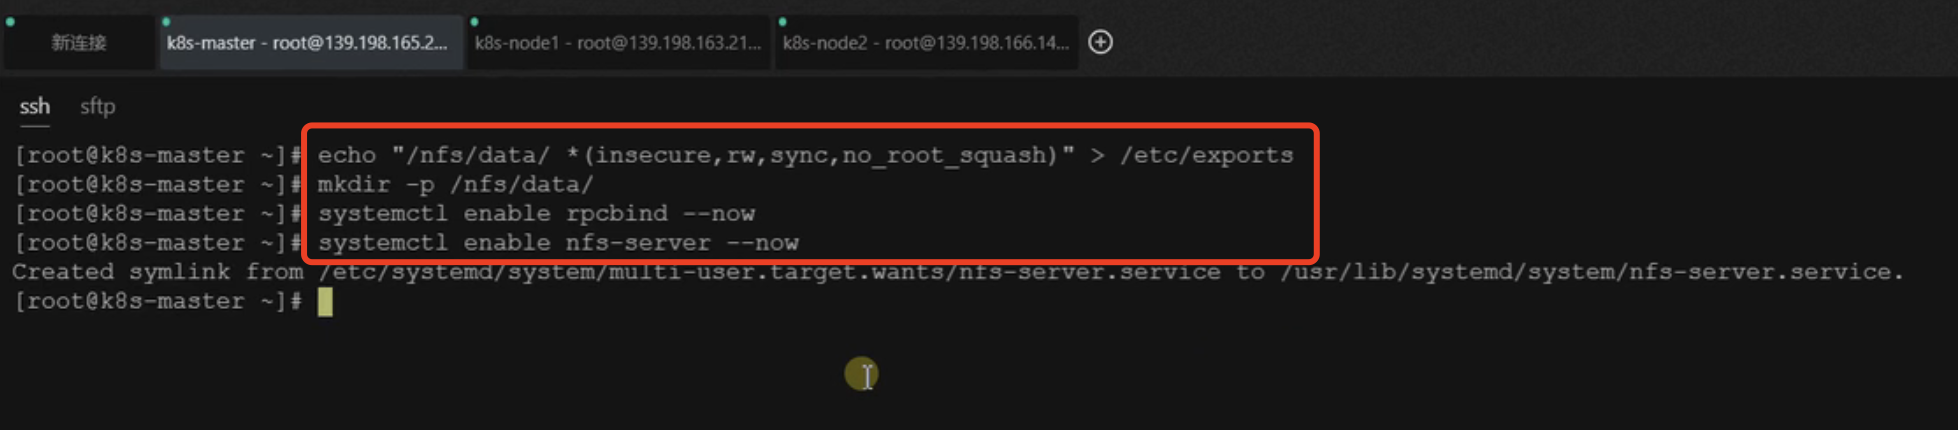 新连接
k8s-master - root@139.198.165.2...
k8s-node1 - root@139.198.163.21...
k8s-node2 - root@139.198.166.14...
ssh sftp
[root@k8s-master ~]# echo "/nfs/data/ *(insecure,rw,sync,no_root_squash)" > /etc/exports
[root@k8s-master ~]# mkdir -p /nfs/data/
[root@k8s-master ~]# systemctl enable rpcbind --now
[root@k8s-master ~]# systemctl enable nfs-server --now
Created symlink from /etc/systemd/system/multi-user.target.wants/nfs-server.service to /usr/lib/systemd/system/nfs-server.service.
[root@k8s-master ~]#